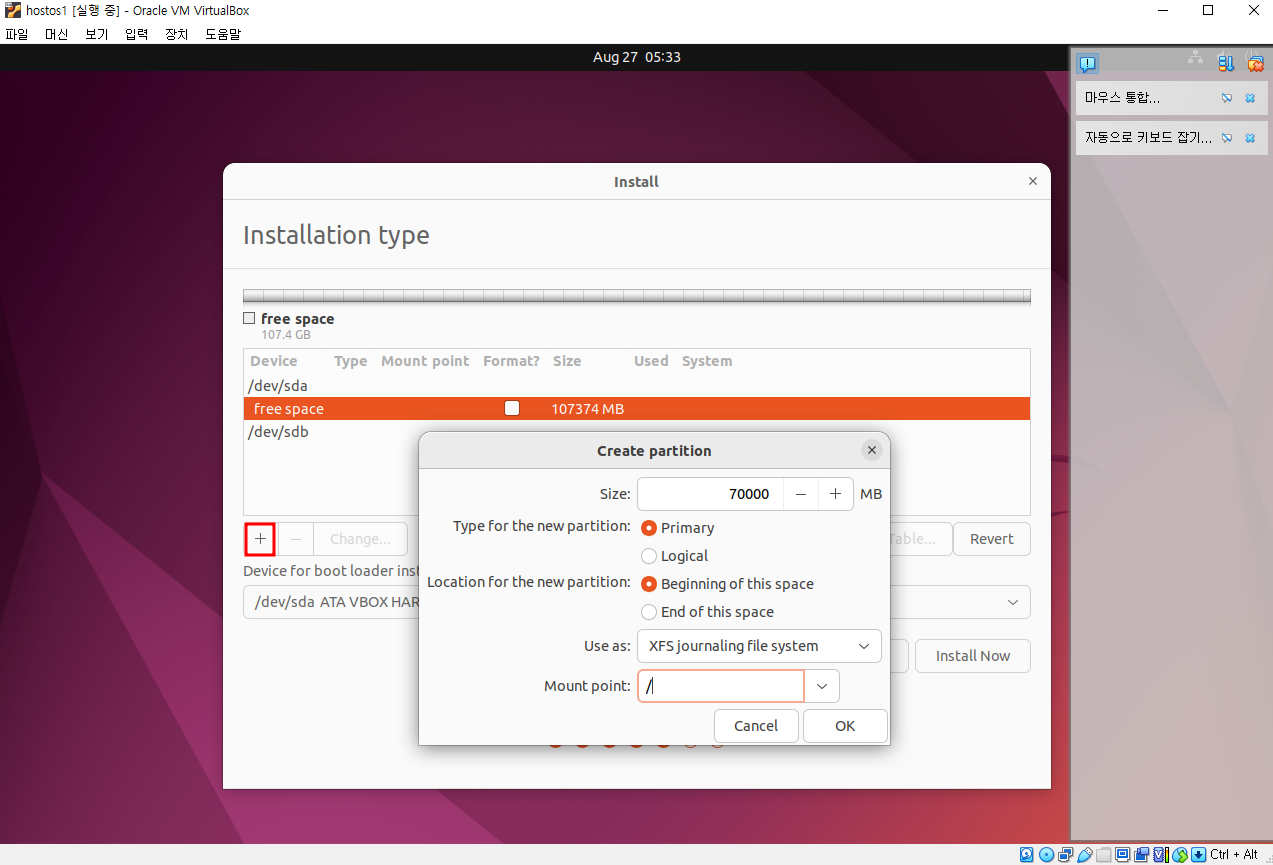 hostos1 [실행 중] - Oracle VM VirtualBox
파일 머신 보기 입력 장치 도움말
Aug 27 05:33
마우스 통합...
자동으로 키보드 잡기...
Install
Installation type
free space
107.4 GB
Device Type Mount point Format? Size Used System
/dev/sda
free space 107374 MB
/dev/sdb
Create partition
Size: 70000 MB
Type for the new partition: Primary
Logical
Location for the new partition: Beginning of this space
End of this space
Use as: XFS journaling file system
Mount point: /
Cancel OK
+ − Change... Table... Revert
Device for boot loader inst
/dev/sda ATA VBOX HAR
Install Now
Ctrl + Alt